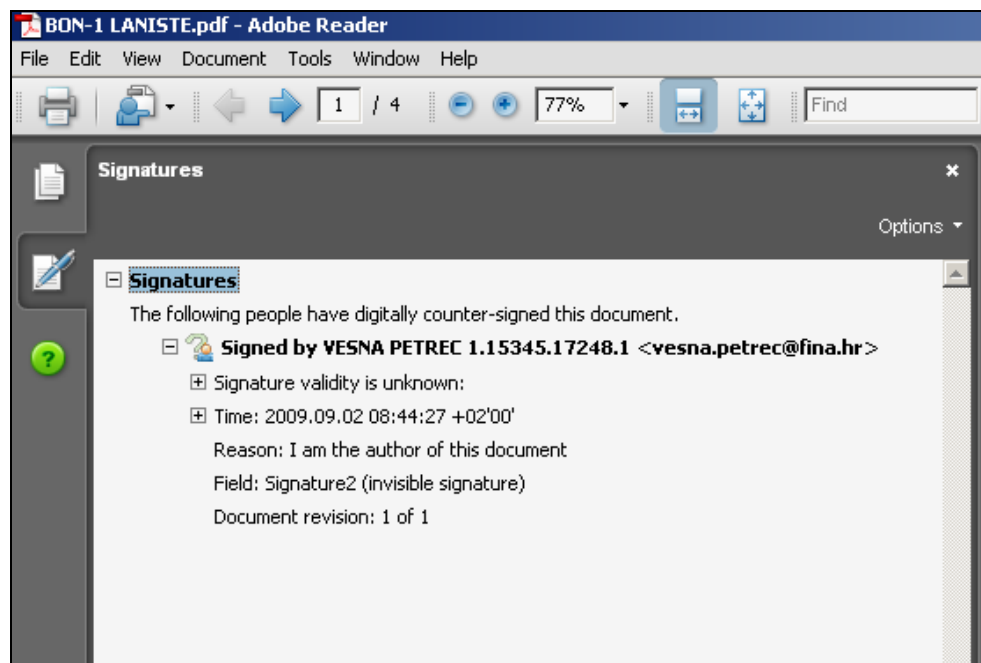 BON-1 LANISTE.pdf - Adobe Reader
File Edit View Document Tools Window Help
1 / 4 77% Find
Signatures
Options
Signatures
The following people have digitally counter-signed this document.
Signed by VESNA PETREC 1.15345.17248.1 <vesna.petrec@fina.hr>
Signature validity is unknown:
Time: 2009.09.02 08:44:27 +02'00'
Reason: I am the author of this document
Field: Signature2 (invisible signature)
Document revision: 1 of 1